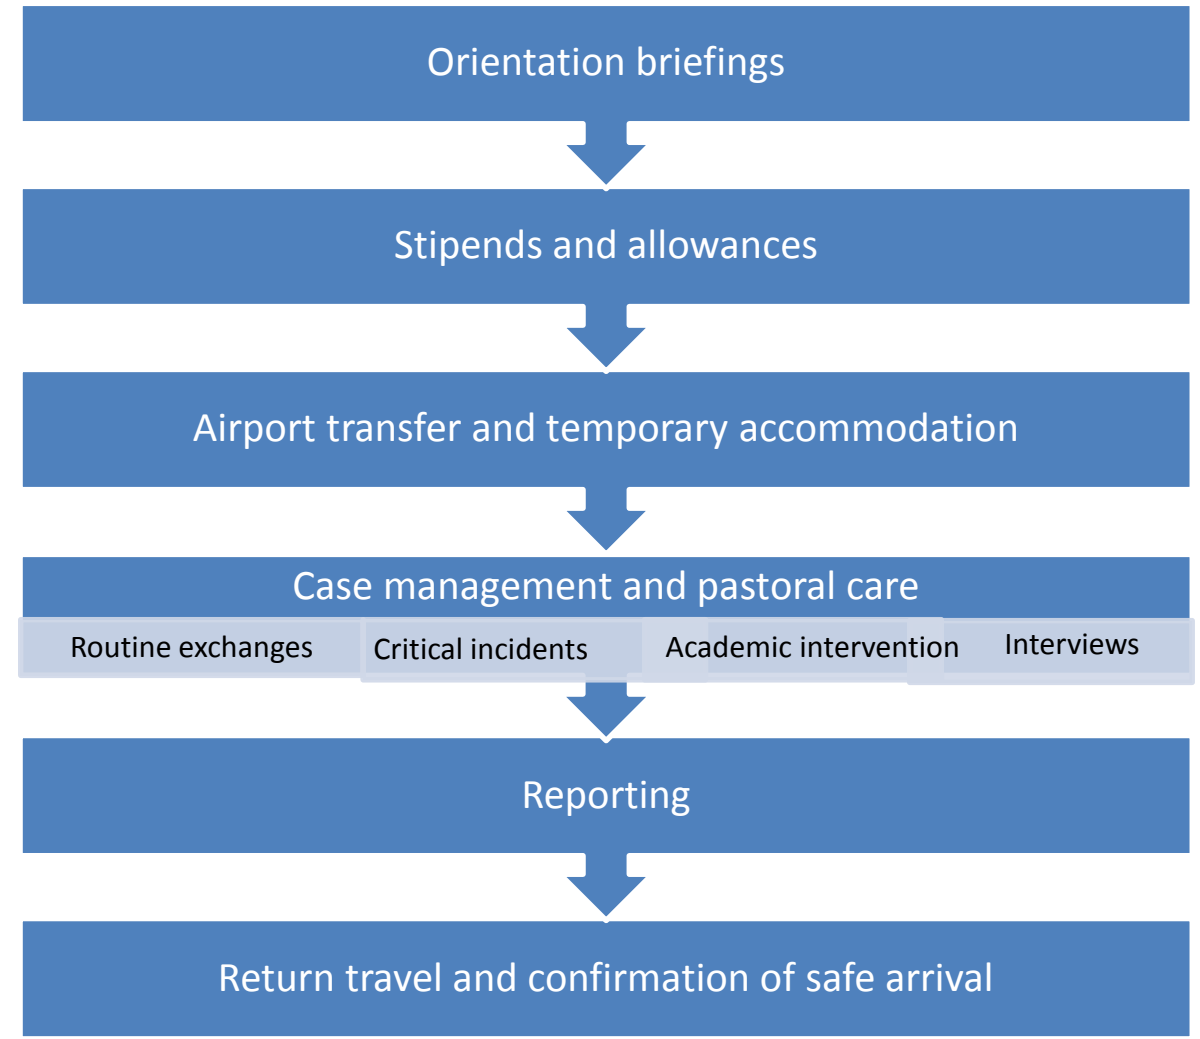 Orientation briefings
Stipends and allowances
Airport transfer and temporary accommodation
Case management and pastoral care
Routine exchanges
Critical incidents
Academic intervention
Interviews
Reporting
Return travel and confirmation of safe arrival